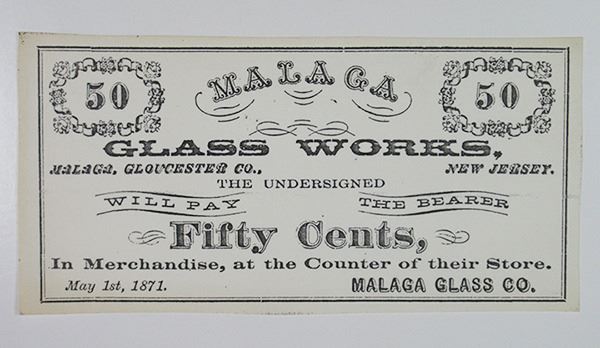 MALAGA
50 50
GLASS WORKS,
MALAGA, GLOUCESTER CO., NEW JERSEY.
THE UNDERSIGNED
WILL PAY THE BEARER
Fifty Cents,
In Merchandise, at the Counter of their Store.
May 1st, 1871. MALAGA GLASS CO.